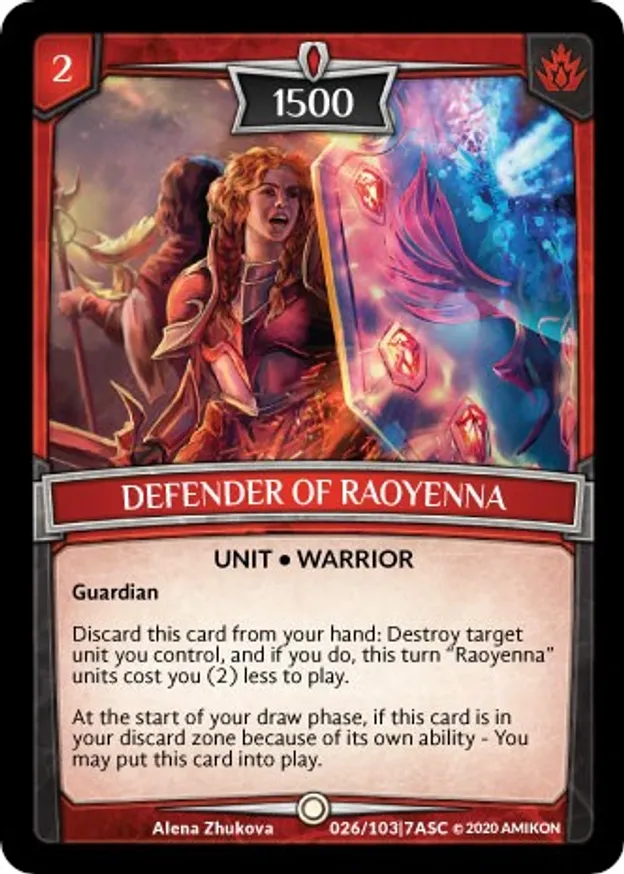 2
1500
DEFENDER OF RAOYENNA
UNIT • WARRIOR
Guardian
Discard this card from your hand: Destroy target
unit you control, and if you do, this turn "Raoyenna"
units cost you (2) less to play.
At the start of your draw phase, if this card is in
your discard zone because of its own ability - You
may put this card into play.
Alena Zhukova 026/103|7ASC © 2020 AMIKON